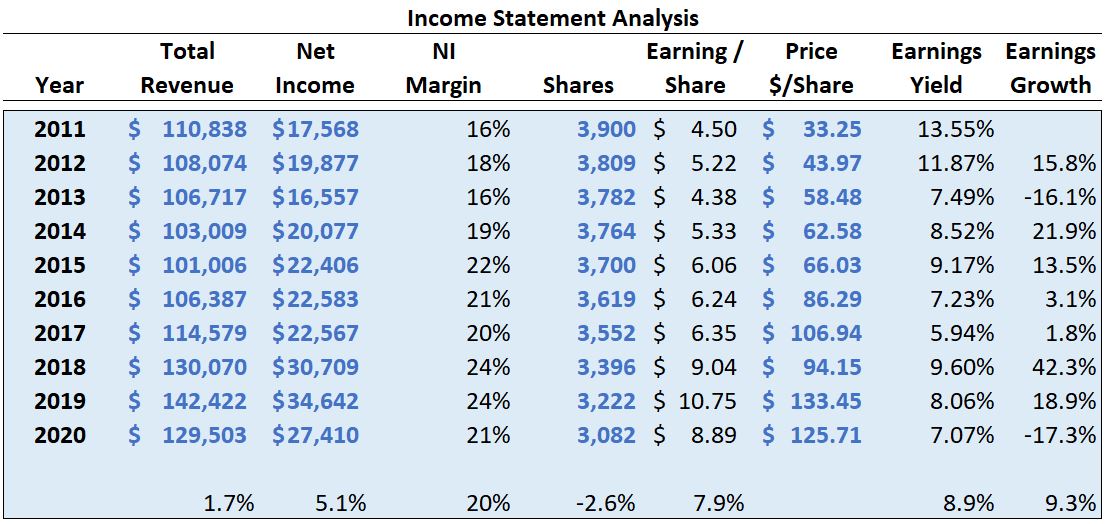 Income Statement Analysis
Total Net NI Earning / Price Earnings Earnings
Year Revenue Income Margin Shares Share $/Share Yield Growth
2011 $ 110,838 $17,568 16% 3,900 $ 4.50 $ 33.25 13.55%
2012 $ 108,074 $19,877 18% 3,809 $ 5.22 $ 43.97 11.87% 15.8%
2013 $ 106,717 $16,557 16% 3,782 $ 4.38 $ 58.48 7.49% -16.1%
2014 $ 103,009 $20,077 19% 3,764 $ 5.33 $ 62.58 8.52% 21.9%
2015 $ 101,006 $22,406 22% 3,700 $ 6.06 $ 66.03 9.17% 13.5%
2016 $ 106,387 $22,583 21% 3,619 $ 6.24 $ 86.29 7.23% 3.1%
2017 $ 114,579 $22,567 20% 3,552 $ 6.35 $ 106.94 5.94% 1.8%
2018 $ 130,070 $30,709 24% 3,396 $ 9.04 $ 94.15 9.60% 42.3%
2019 $ 142,422 $34,642 24% 3,222 $ 10.75 $ 133.45 8.06% 18.9%
2020 $ 129,503 $27,410 21% 3,082 $ 8.89 $ 125.71 7.07% -17.3%
1.7% 5.1% 20% -2.6% 7.9% 8.9% 9.3%